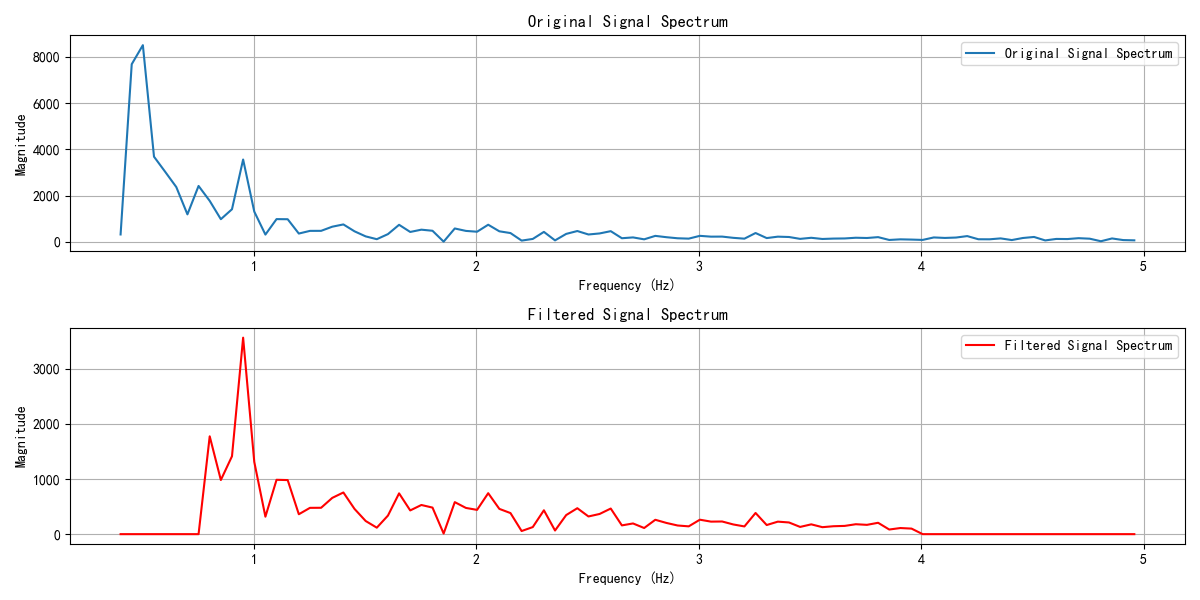 Original Signal Spectrum
Original Signal Spectrum
8000
6000
4000
2000
0
Magnitude
1
2
3
4
5
Frequency (Hz)
Filtered Signal Spectrum
Filtered Signal Spectrum
3000
2000
1000
0
Magnitude
1
2
3
4
5
Frequency (Hz)